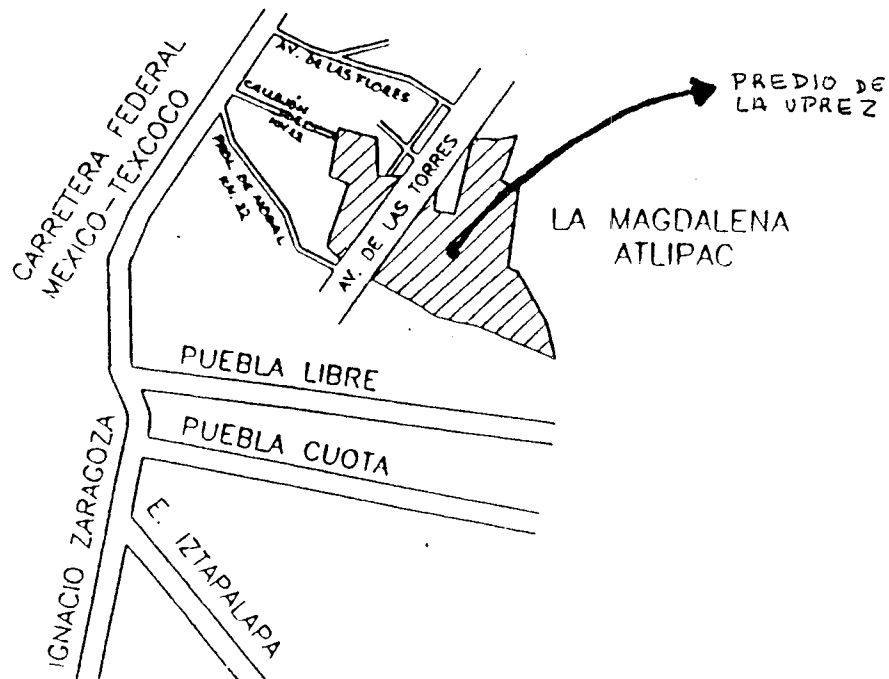 AV. DE LAS FLORES
CALLEJÓN
CARRETERA FEDERAL
MEXICO-TEXCOCO
PREDIO DE
LA UPREZ
AV. DE LAS TORRES
LA MAGDALENA
ATLIPAC
PUEBLA LIBRE
PUEBLA CUOTA
IGNACIO ZARAGOZA
E. IZTAPALAPA